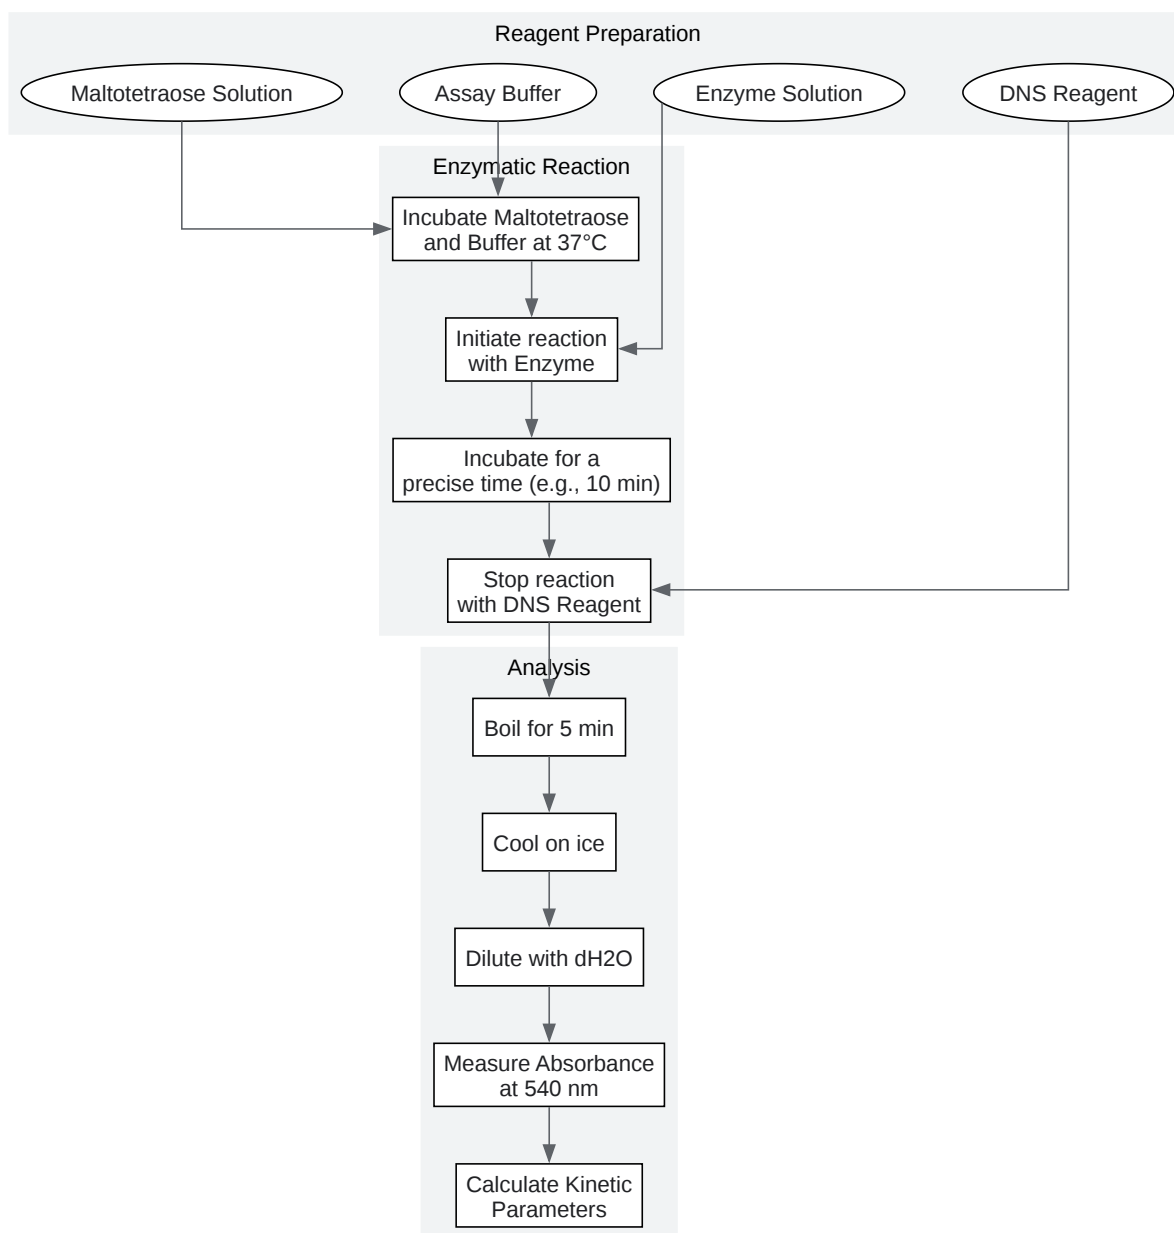 Reagent Preparation
Maltotetraose Solution
Assay Buffer
Enzyme Solution
DNS Reagent
Enzymatic Reaction
Incubate Maltotetraose
and Buffer at 37°C
Initiate reaction
with Enzyme
Incubate for a
precise time (e.g., 10 min)
Stop reaction
with DNS Reagent
Analysis
Boil for 5 min
Cool on ice
Dilute with dH2O
Measure Absorbance
at 540 nm
Calculate Kinetic
Parameters